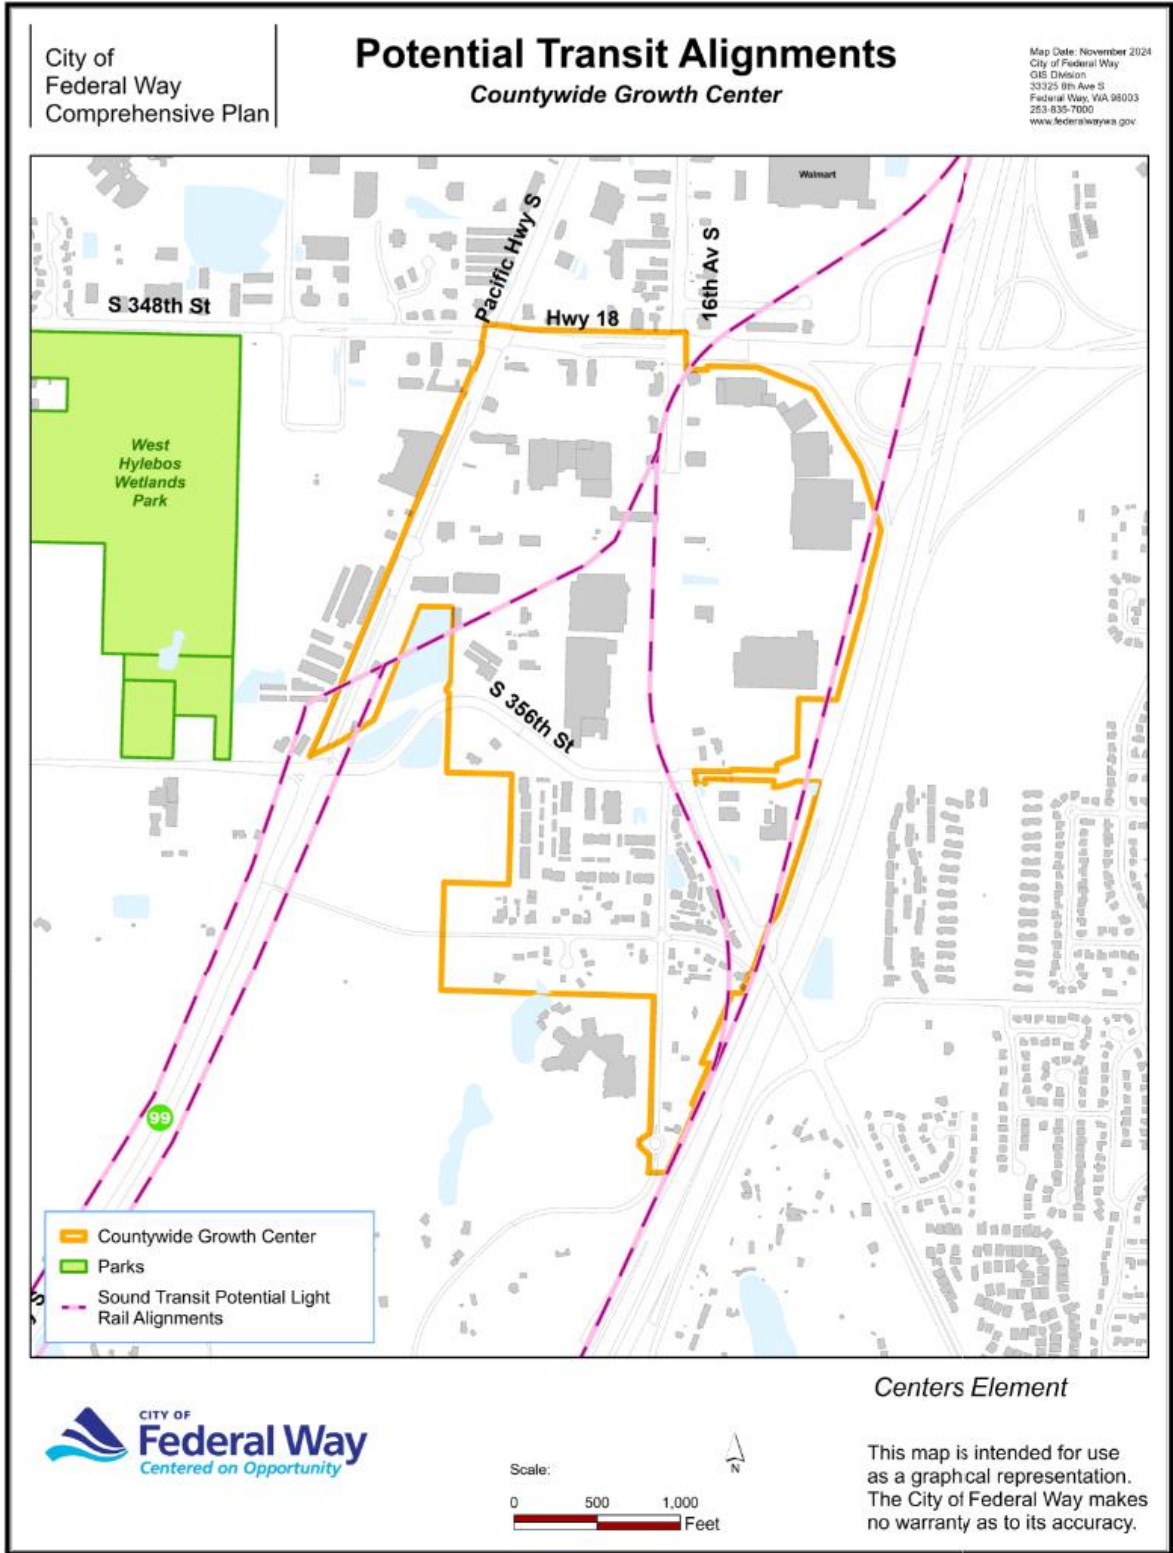 City of
Federal Way
Comprehensive Plan
Potential Transit Alignments
Countywide Growth Center
Map Date: November 2024
City of Federal Way
GIS Division
33325 8th Ave S
Federal Way, WA 98003
253-835-7000
www.federalwaywa.gov
Walmart
Pacific Hwy S
16th Av S
S 348th St
Hwy 18
West
Hylebos
Wetlands
Park
S 356th St
99
Countywide Growth Center
Parks
Sound Transit Potential Light
Rail Alignments
S
CITY OF
Federal Way
Centered on Opportunity
Scale:
0 500 1,000
Feet
N
Centers Element
This map is intended for use
as a graphical representation.
The City of Federal Way makes
no warranty as to its accuracy.